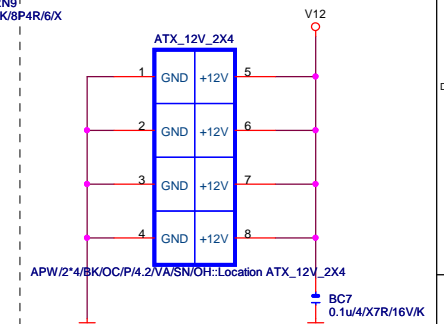 N9
K/8P4R/6/X
V12
ATX_12V_2X4
1 GND +12V 5
2 GND +12V 6
3 GND +12V 7
4 GND +12V 8
APW/2*4/BK/OC/P/4.2/VA/SN/OH::Location ATX_12V_2X4
BC7
0.1u/4/X7R/16V/K